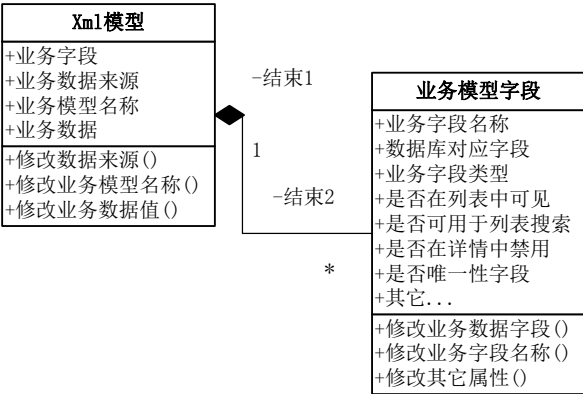 Xml模型
+业务字段
+业务数据来源
+业务模型名称
+业务数据
+修改数据来源()
+修改业务模型名称()
+修改业务数据值()
-结束1
1
-结束2
*
业务模型字段
+业务字段名称
+数据库对应字段
+业务字段类型
+是否在列表中可见
+是否可用于列表搜索
+是否在详情中禁用
+是否唯一性字段
+其它...
+修改业务数据字段()
+修改业务字段名称()
+修改其它属性()